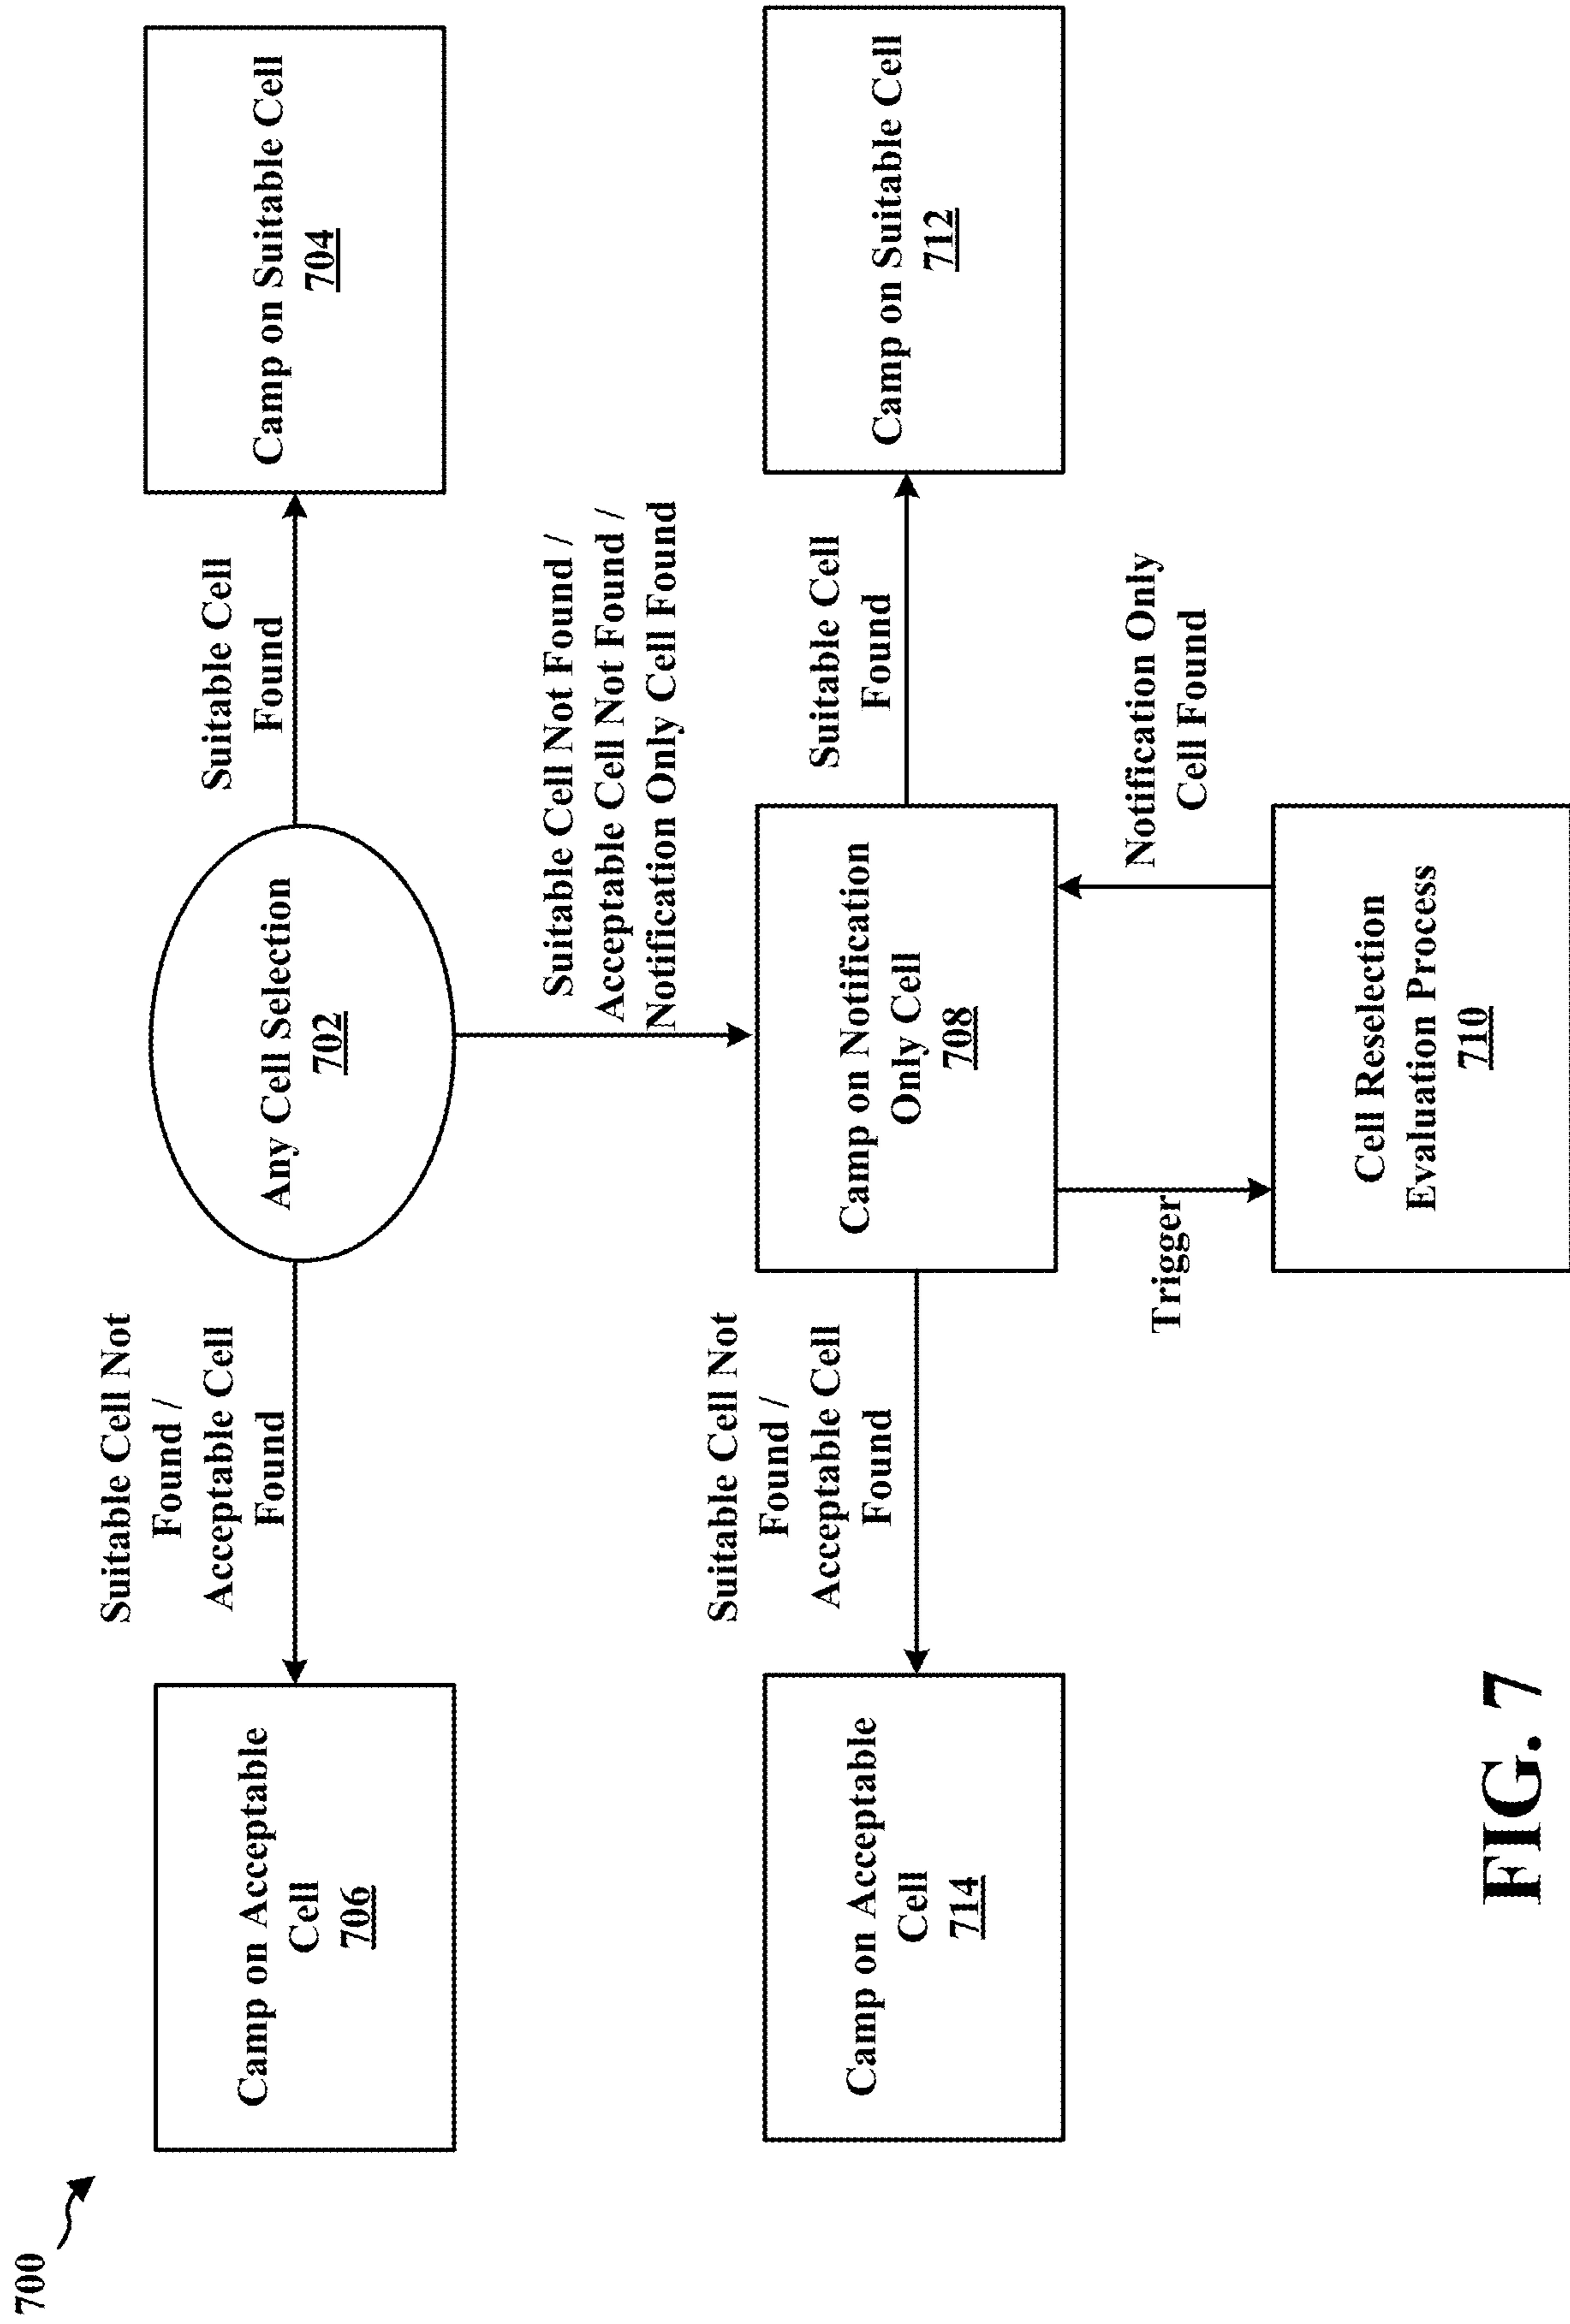 700
Suitable Cell Not
Found /
Acceptable Cell
Found
Suitable Cell
Found
Camp on Acceptable
Cell
706
Any Cell Selection
702
Camp on Suitable Cell
704
Suitable Cell Not Found /
Acceptable Cell Not Found /
Notification Only Cell Found
Suitable Cell Not
Found /
Acceptable Cell
Found
Suitable Cell
Found
Camp on Acceptable
Cell
714
Camp on Notification
Only Cell
708
Camp on Suitable Cell
712
Trigger
Notification Only
Cell Found
Cell Reselection
Evaluation Process
710
FIG. 7